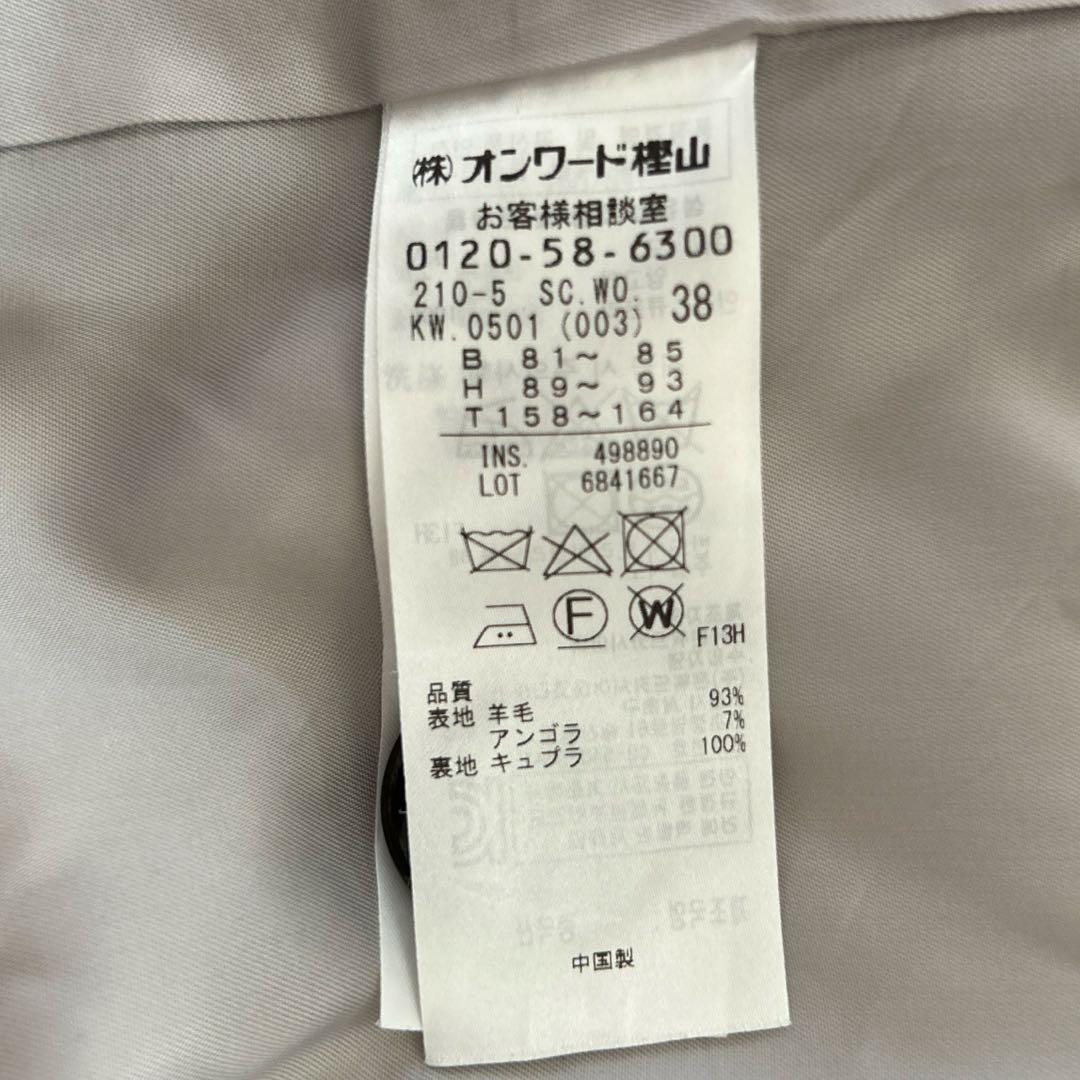 ㈱オンワード樫山
お客様相談室
0120-58-6300
210-5 SC.WO. 38
KW.0501 (003)
B 81～ 85
H 89～ 93
T158～164
INS. 498890
LOT 6841667
F W F13H
品質
表地 羊毛 93%
アンゴラ 7%
裏地 キュプラ 100%
中国製